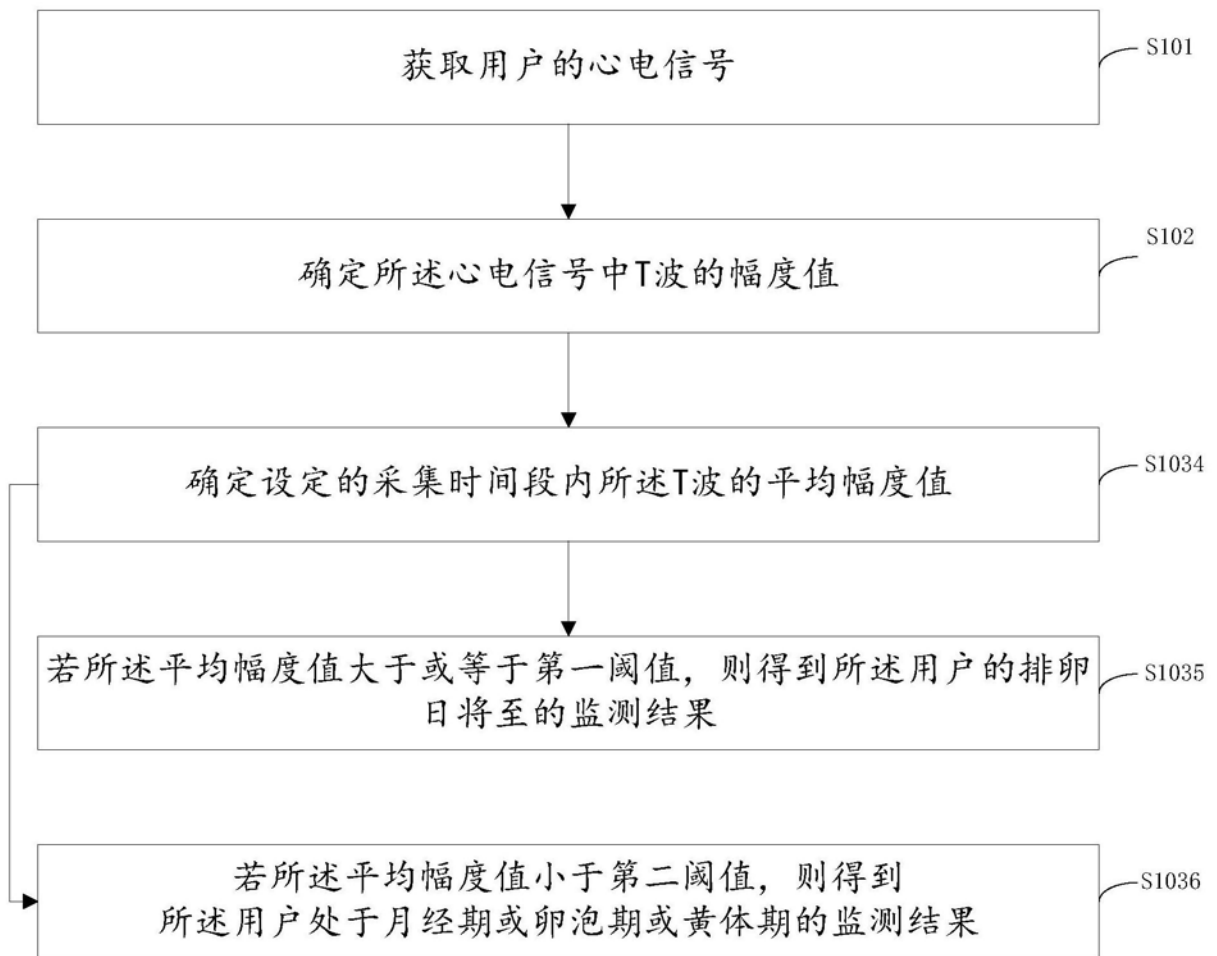 获取用户的心电信号
S101
确定所述心电信号中T波的幅度值
S102
确定设定的采集时间段内所述T波的平均幅度值
S1034
若所述平均幅度值大于或等于第一阈值，则得到所述用户的排卵
日将至的监测结果
S1035
若所述平均幅度值小于第二阈值，则得到
所述用户处于月经期或卵泡期或黄体期的监测结果
S1036